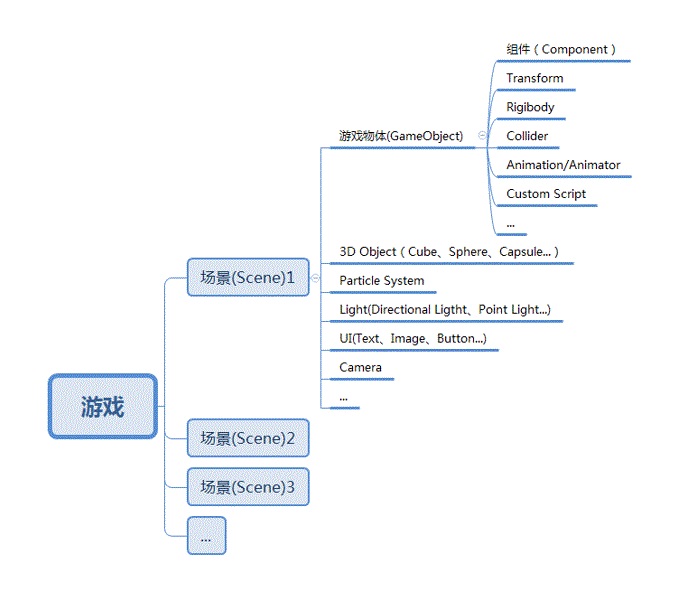 游戏
场景(Scene)1
游戏物体(GameObject)
组件（Component）
Transform
Rigibody
Collider
Animation/Animator
Custom Script
...
3D Object（Cube、Sphere、Capsule...）
Particle System
Light(Directional Ligtht、Point Light...)
UI(Text、Image、Button...)
Camera
...
场景(Scene)2
场景(Scene)3
...